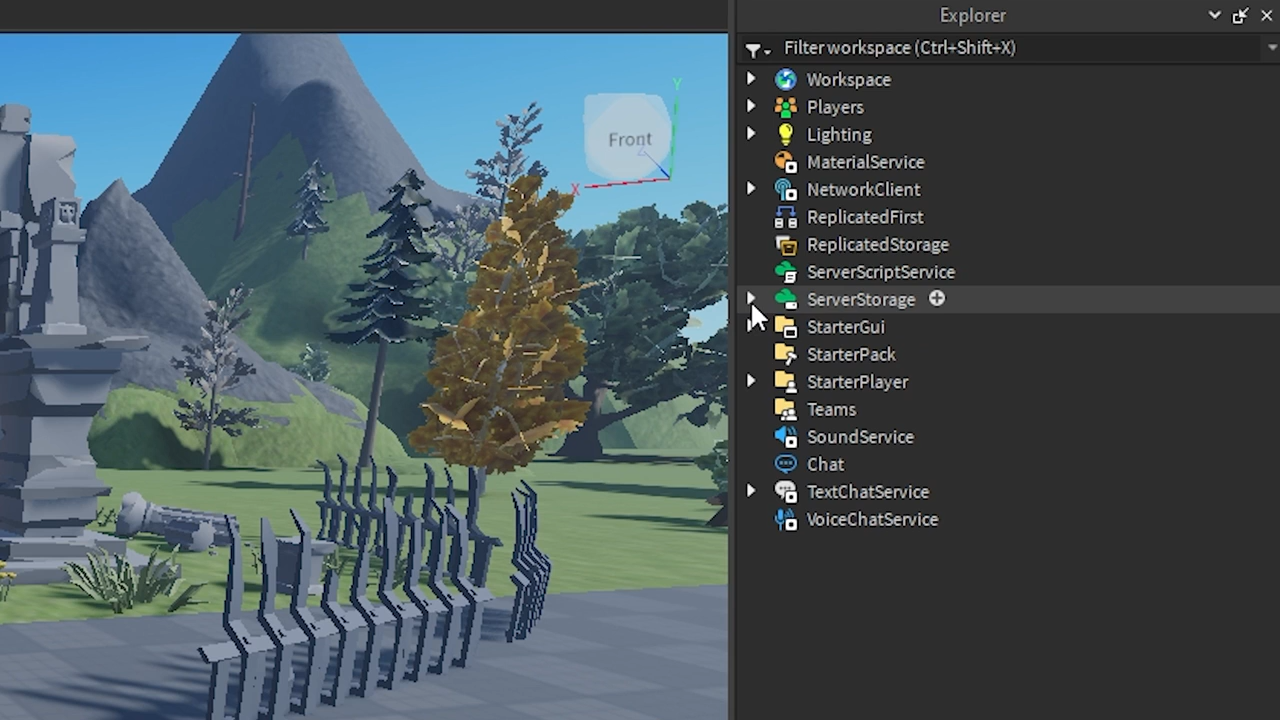 Explorer
Filter workspace (Ctrl+Shift+X)
Workspace
Players
Lighting
MaterialService
NetworkClient
ReplicatedFirst
ReplicatedStorage
ServerScriptService
ServerStorage
StarterGui
StarterPack
StarterPlayer
Teams
SoundService
Chat
TextChatService
VoiceChatService
Y
Front
X